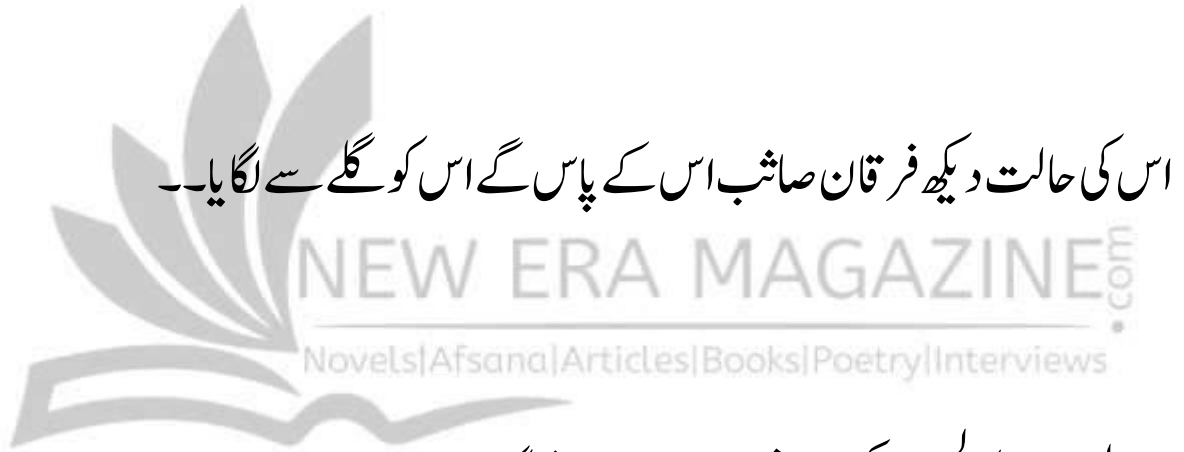 اس کی حالت دیکھ فرقان صائب اس کے پاس گے اس کو گلے سے لگایا۔۔
NEW ERA MAGAZINE.com
Novels|Afsana|Articles|Books|Poetry|Interviews